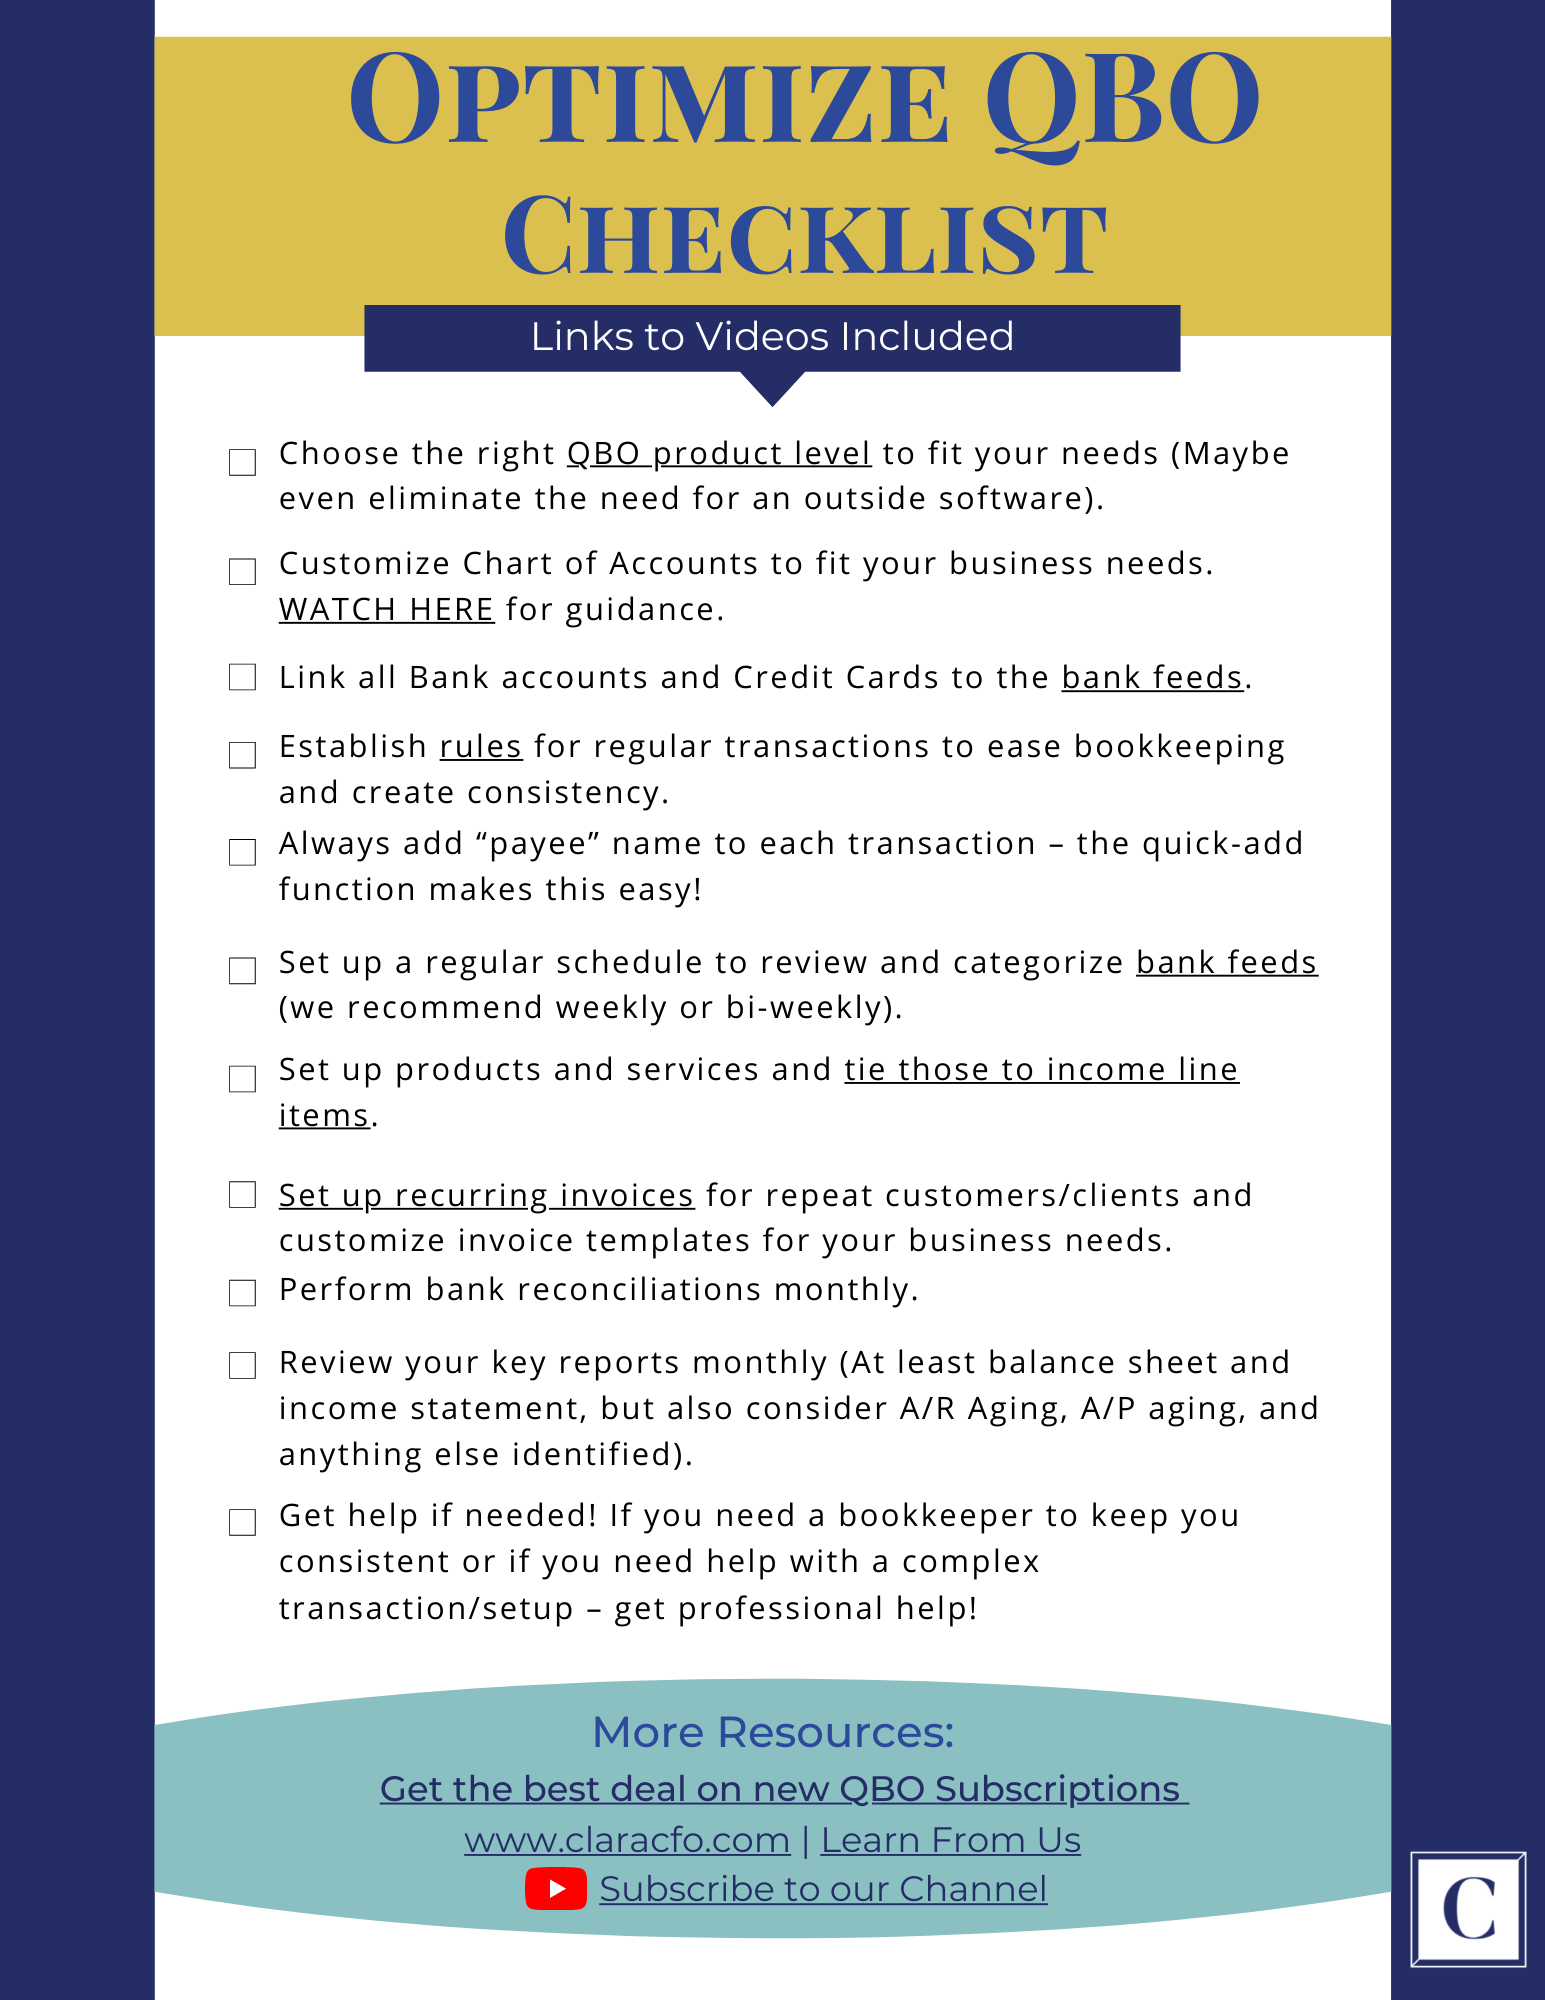 OPTIMIZE QBO
CHECKLIST
Links to Videos Included
Choose the right QBO product level to fit your needs (Maybe
even eliminate the need for an outside software).
Customize Chart of Accounts to fit your business needs.
WATCH HERE for guidance.
Link all Bank accounts and Credit Cards to the bank feeds.
Establish rules for regular transactions to ease bookkeeping
and create consistency.
Always add “payee” name to each transaction – the quick-add
function makes this easy!
Set up a regular schedule to review and categorize bank feeds
(we recommend weekly or bi-weekly).
Set up products and services and tie those to income line
items.
Set up recurring invoices for repeat customers/clients and
customize invoice templates for your business needs.
Perform bank reconciliations monthly.
Review your key reports monthly (At least balance sheet and
income statement, but also consider A/R Aging, A/P aging, and
anything else identified).
Get help if needed! If you need a bookkeeper to keep you
consistent or if you need help with a complex
transaction/setup – get professional help!
More Resources:
Get the best deal on new QBO Subscriptions
www.claracfo.com | Learn From Us
Subscribe to our Channel
C